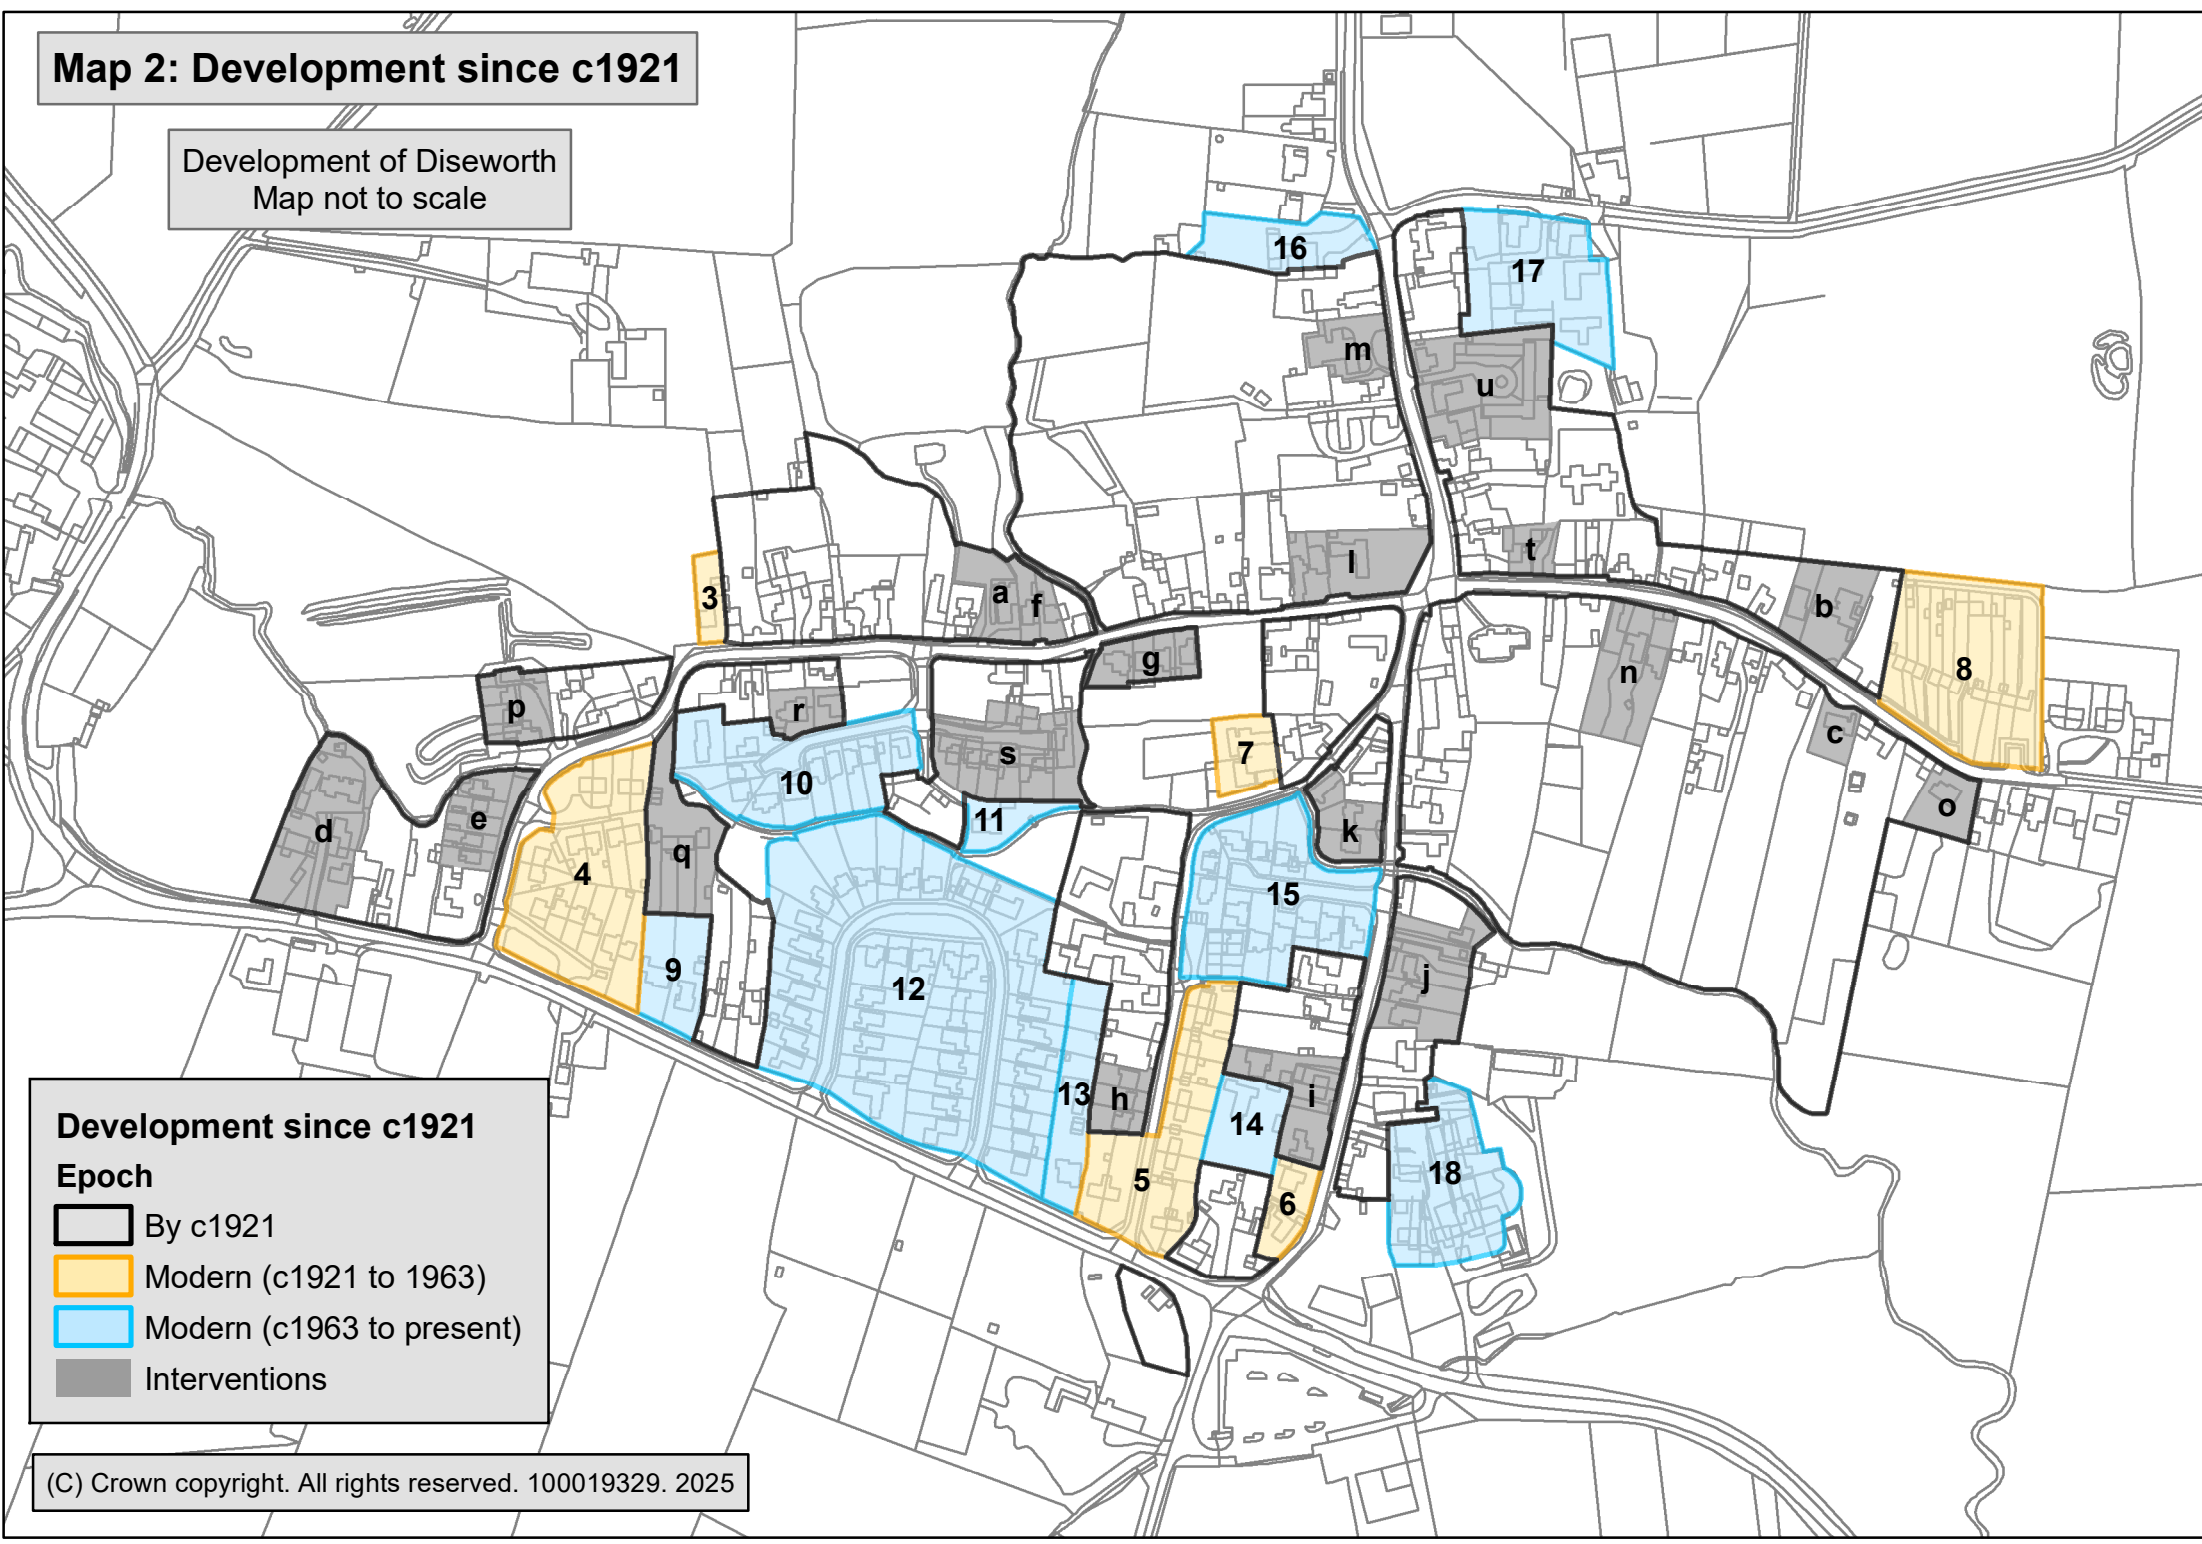 Map 2: Development since c1921
Development of Diseworth
Map not to scale
16
17
m
u
l
t
3
a
f
b
g
n
8
p
r
c
s
7
10
o
11
d
e
k
q
4
15
9
12
j
13
h
i
14
5
18
6
Development since c1921
Epoch
By c1921
Modern (c1921 to 1963)
Modern (c1963 to present)
Interventions
(C) Crown copyright. All rights reserved. 100019329. 2025